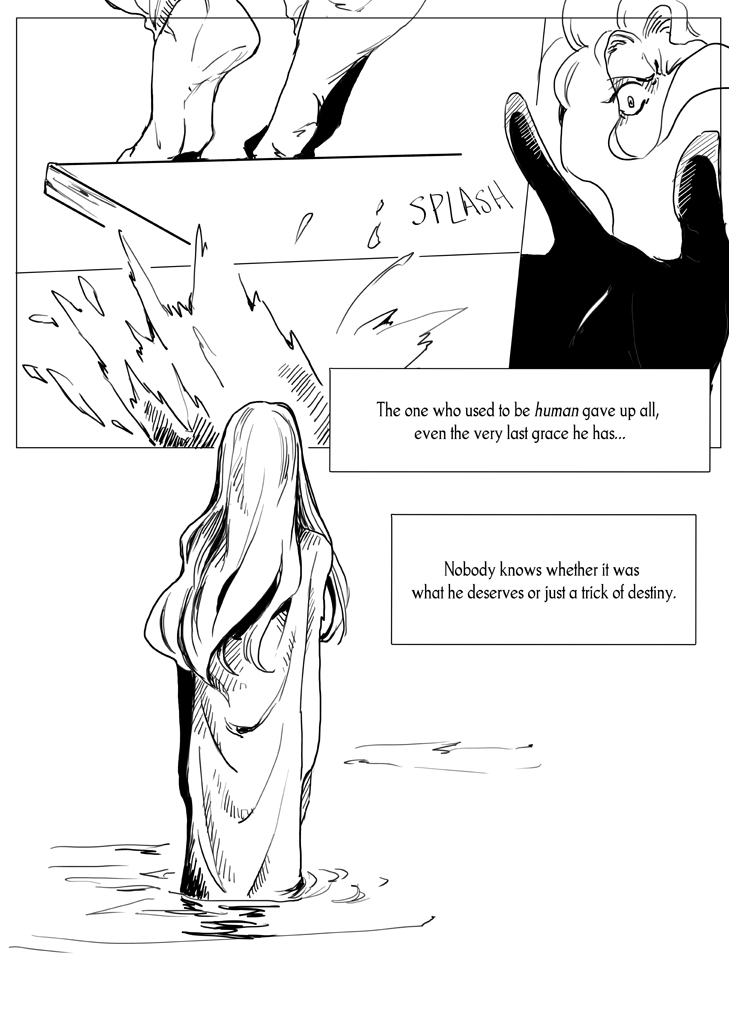 SPLASH
The one who used to be human gave up all,
even the very last grace he has...
Nobody knows whether it was
what he deserves or just a trick of destiny.